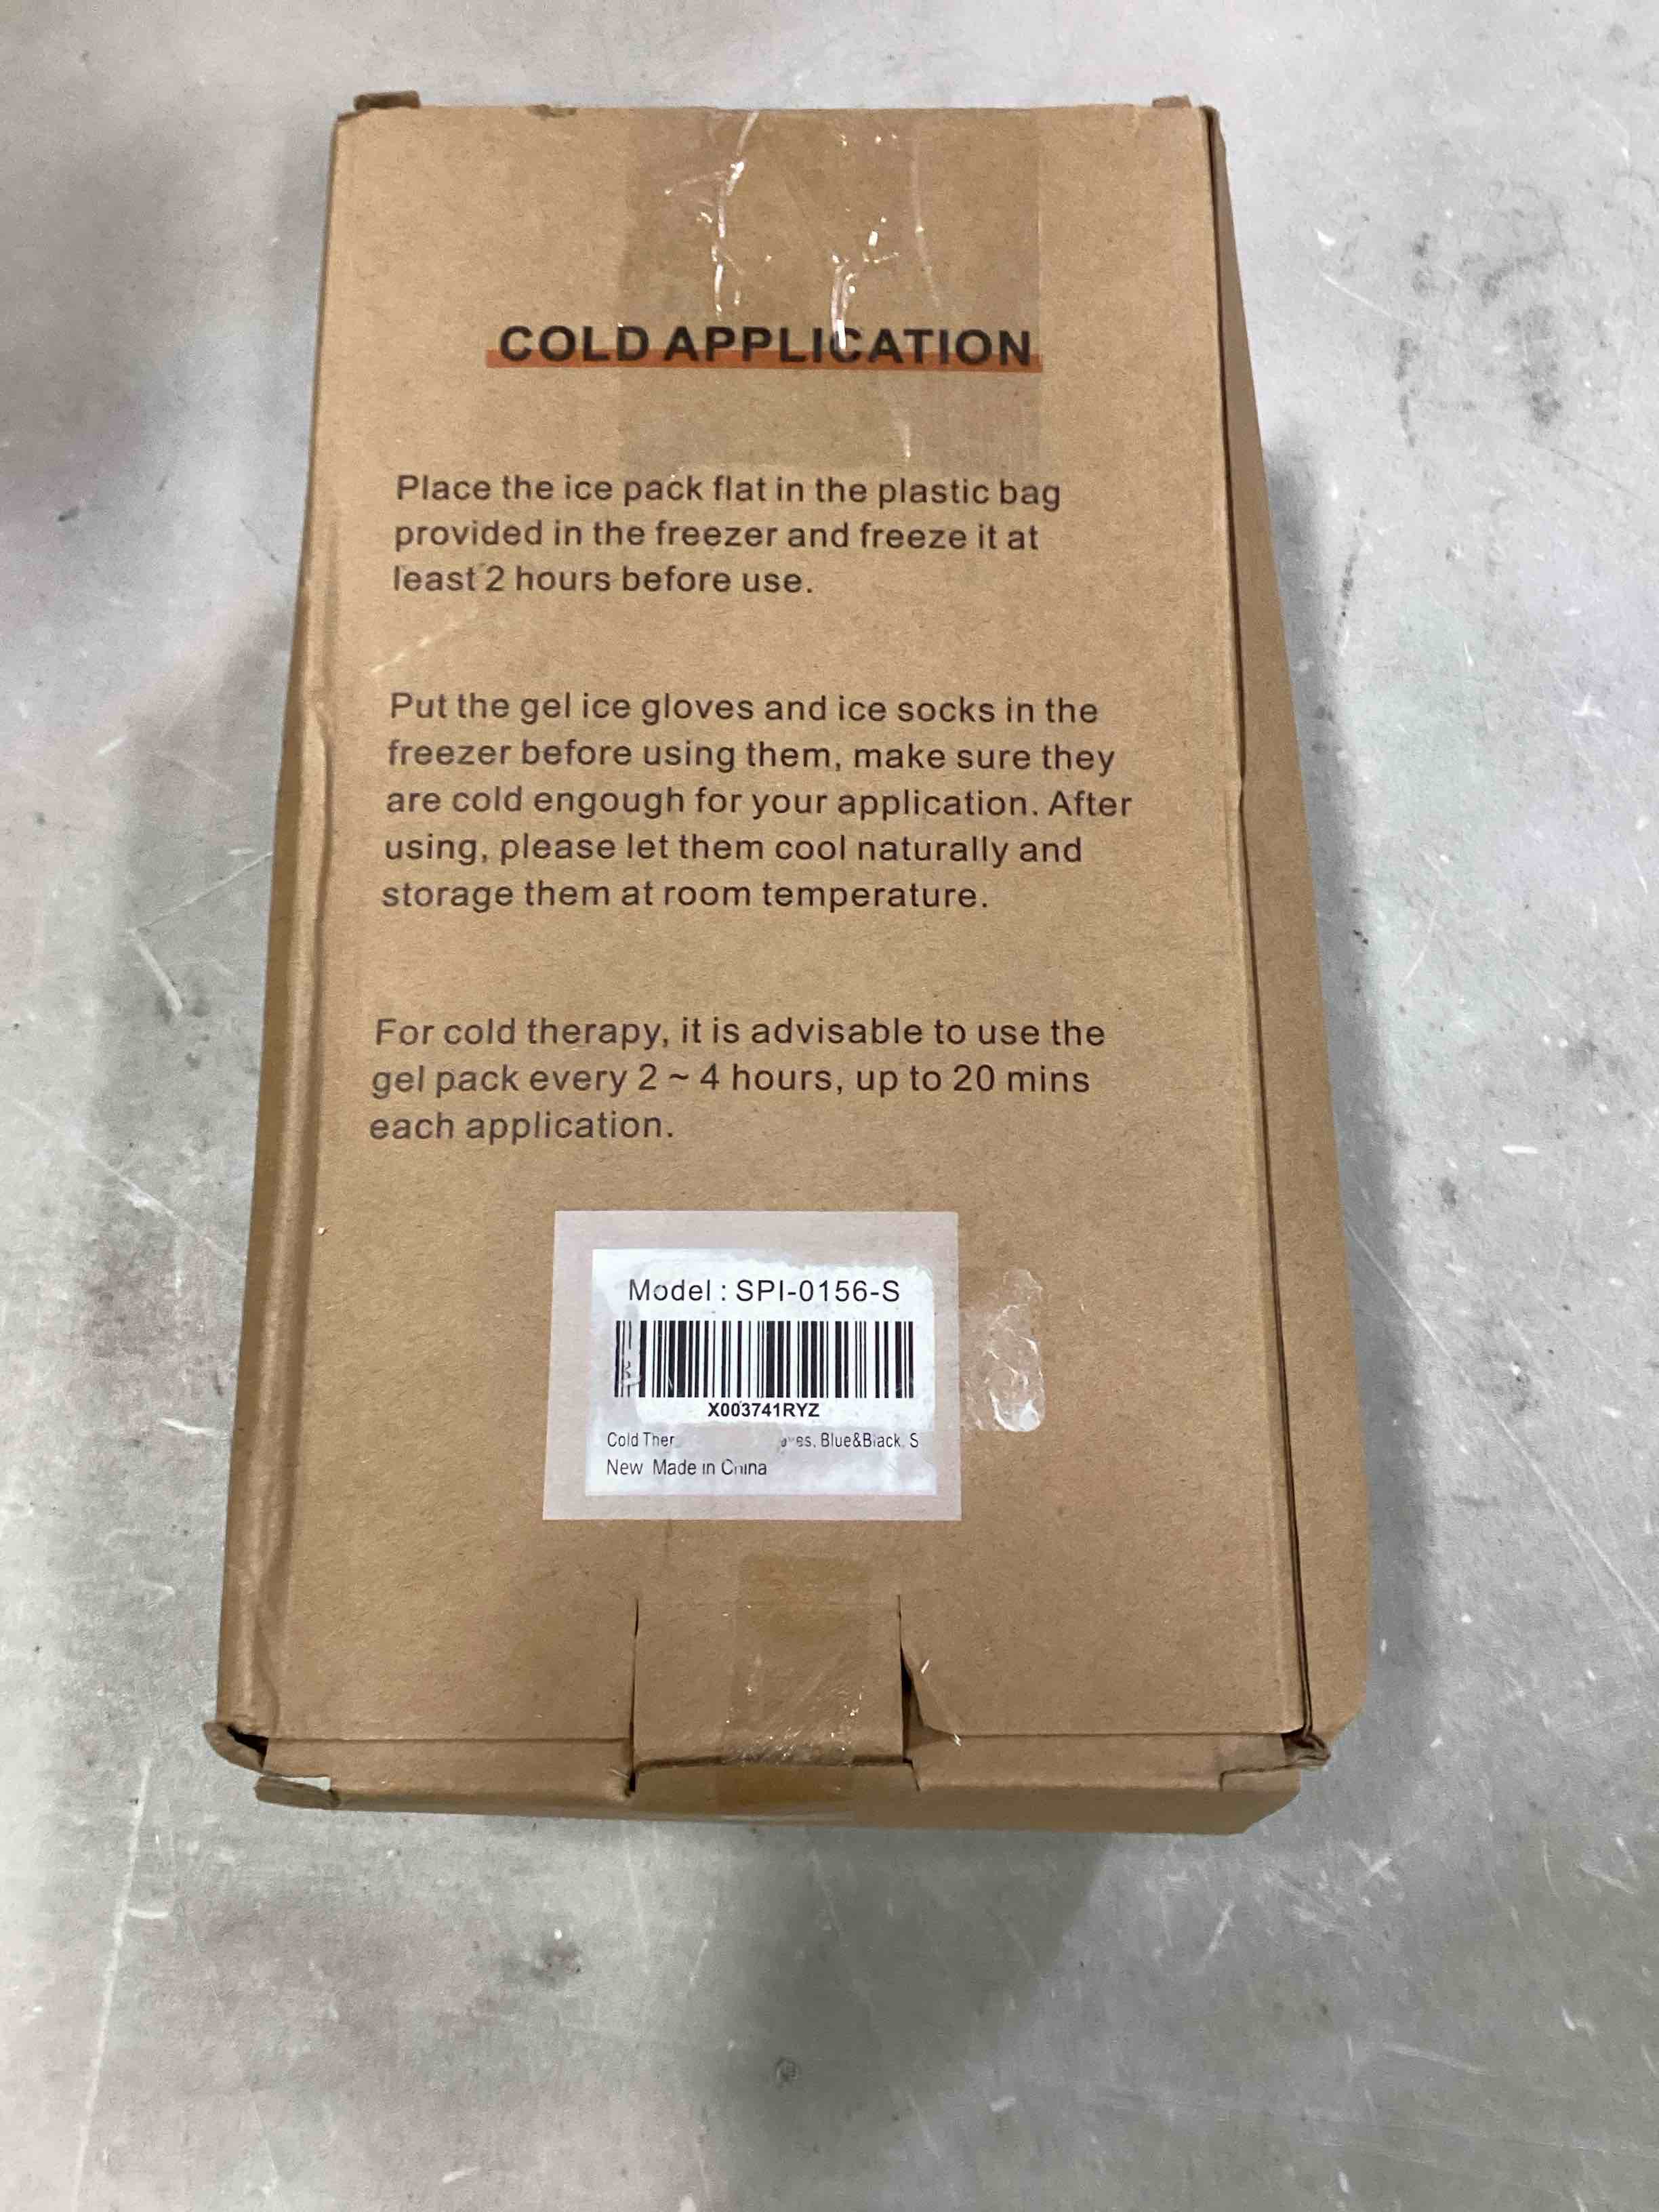 COLD APPLICATION
Place the ice pack flat in the plastic bag
provided in the freezer and freeze it at
least 2 hours before use.
Put the gel ice gloves and ice socks in the
freezer before using them, make sure they
are cold engough for your application. After
using, please let them cool naturally and
storage them at room temperature.
For cold therapy, it is advisable to use the
gel pack every 2 ~ 4 hours, up to 20 mins
each application.
Model : SPI-0156-S
X003741RYZ
Cold Blue&Black, S
New Made in China